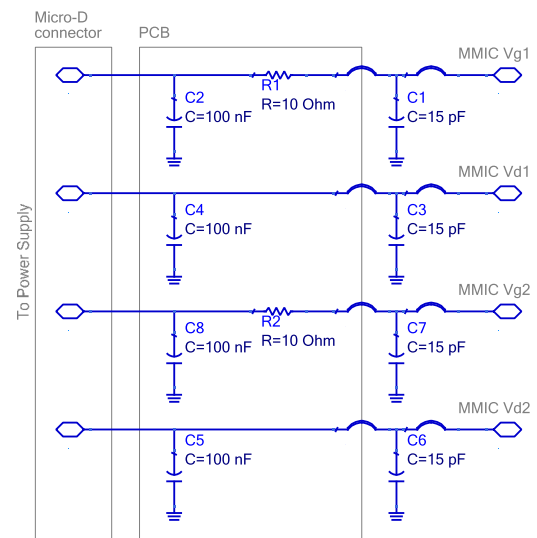 Micro-D
connector
PCB
MMIC Vg1
R1
R=10 Ohm
C2
C=100 nF
C1
C=15 pF
MMIC Vd1
C4
C=100 nF
C3
C=15 pF
To Power Supply
MMIC Vg2
R2
R=10 Ohm
C8
C=100 nF
C7
C=15 pF
MMIC Vd2
C5
C=100 nF
C6
C=15 pF